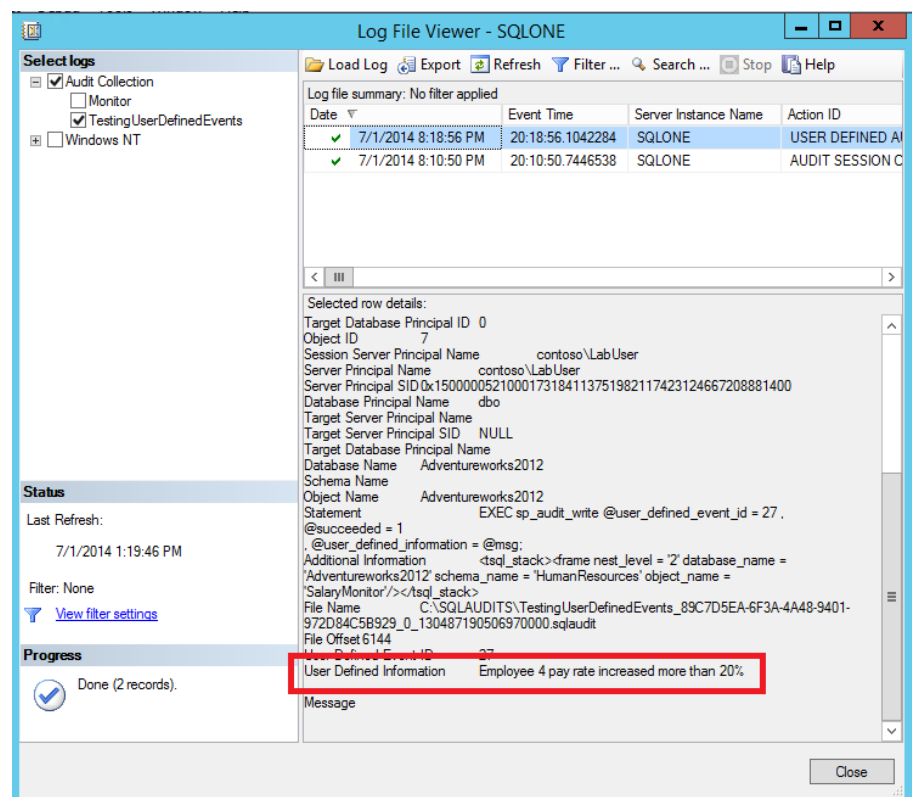 Log File Viewer - SQLONE
Select logs
Audit Collection
Monitor
TestingUserDefinedEvents
Windows NT
Load Log Export Refresh Filter ... Search ... Stop Help
Log file summary: No filter applied
Date Event Time Server Instance Name Action ID
7/1/2014 8:18:56 PM 20:18:56.1042284 SQLONE USER DEFINED AU
7/1/2014 8:10:50 PM 20:10:50.7446538 SQLONE AUDIT SESSION C
Selected row details:
Target Database Principal ID 0
Object ID 7
Session Server Principal Name contoso\LabUser
Server Principal Name contoso\LabUser
Server Principal SID 0x15000005210001731841137519821174231246672088814​00
Database Principal Name dbo
Target Server Principal Name
Target Server Principal SID NULL
Target Database Principal Name
Database Name Adventureworks2012
Schema Name
Object Name Adventureworks2012
Statement EXEC sp_audit_write @user_defined_event_id = 27 ,
@succeeded = 1
, @user_defined_information = @msg;
Additional Information <tsql_stack><frame nest_level = '2' database_name =
'Adventureworks2012' schema_name = 'HumanResources' object_name =
'SalaryMonitor'/></tsql_stack>
File Name C:\SQLAUDITS\TestingUserDefinedEvents_89C7D5EA-6F3A-4A48-9401-
972D84C5B929_0_130487190506970000.sqlaudit
File Offset 6144
User Defined Event ID 27
User Defined Information Employee 4 pay rate increased more than 20%
Message
Status
Last Refresh:
7/1/2014 1:19:46 PM
Filter: None
View filter settings
Progress
Done (2 records).
Close